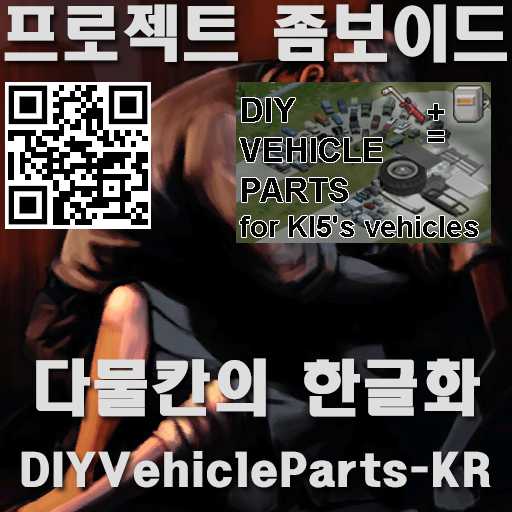 프로젝트 좀보이드
DIY
VEHICLE
PARTS
+
=
for KI5's vehicles
다물칸의 한글화
DIYVehicleParts-KR